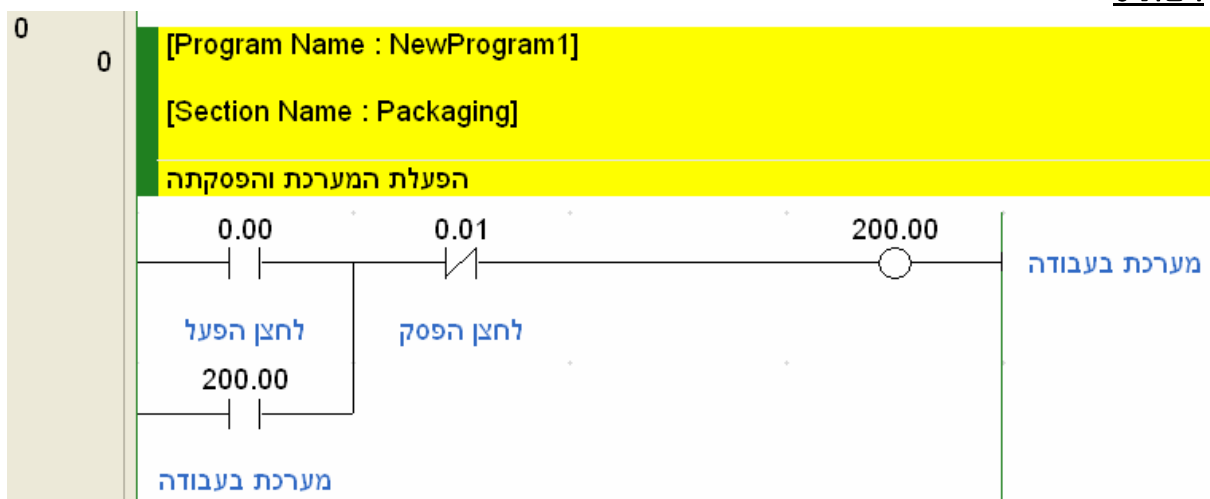 0
0
[Program Name : NewProgram1]
[Section Name : Packaging]
הפעלת המערכת והפסקתה
0.00 0.01 200.00
מערכת בעבודה
לחצן הפעל לחצן הפסק
200.00
מערכת בעבודה